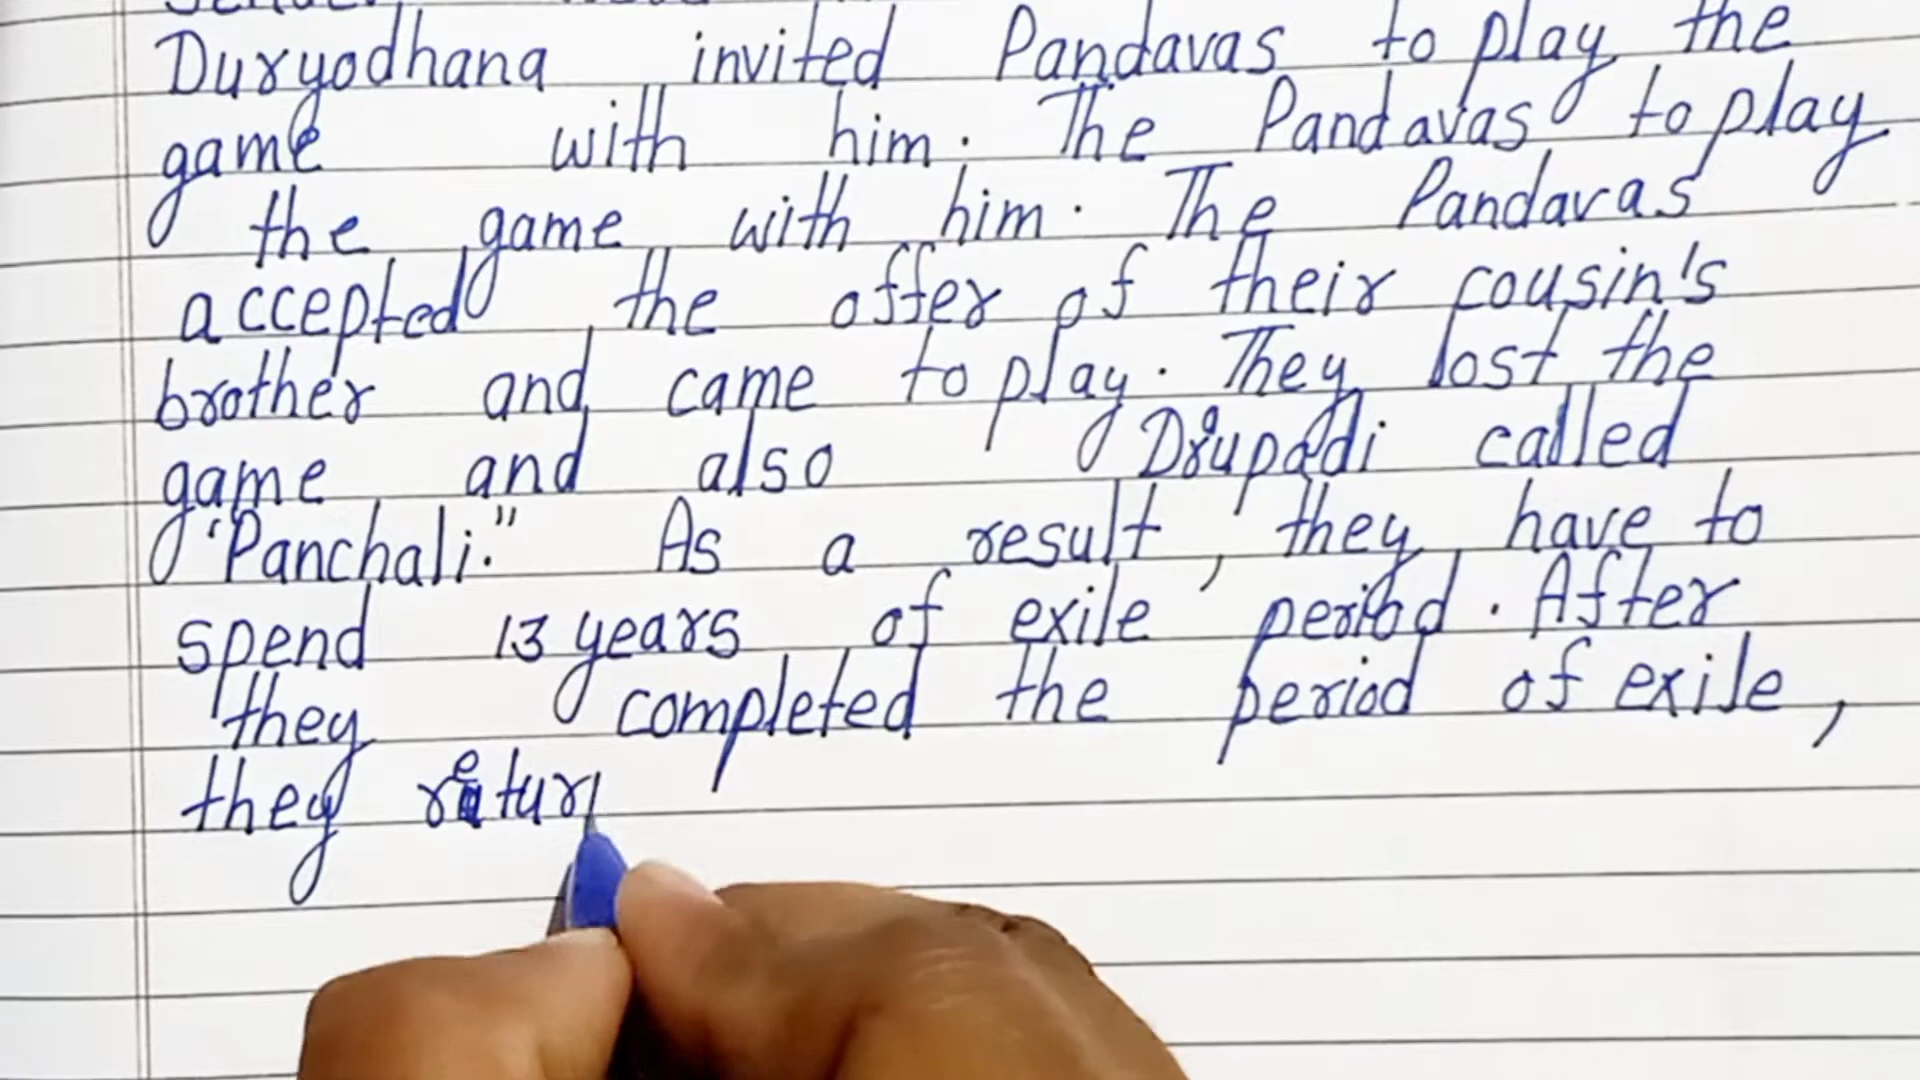 Duryodhana invited Pandavas to play the
game with him. The Pandavas to play
the game with him. The Pandavas
accepted the offer of their cousin's
brother and came to play. They lost the
game and also Drupadi called
"Panchali." As a result, they have to
spend 13 years of exile period. After
they completed the period of exile,
they retur